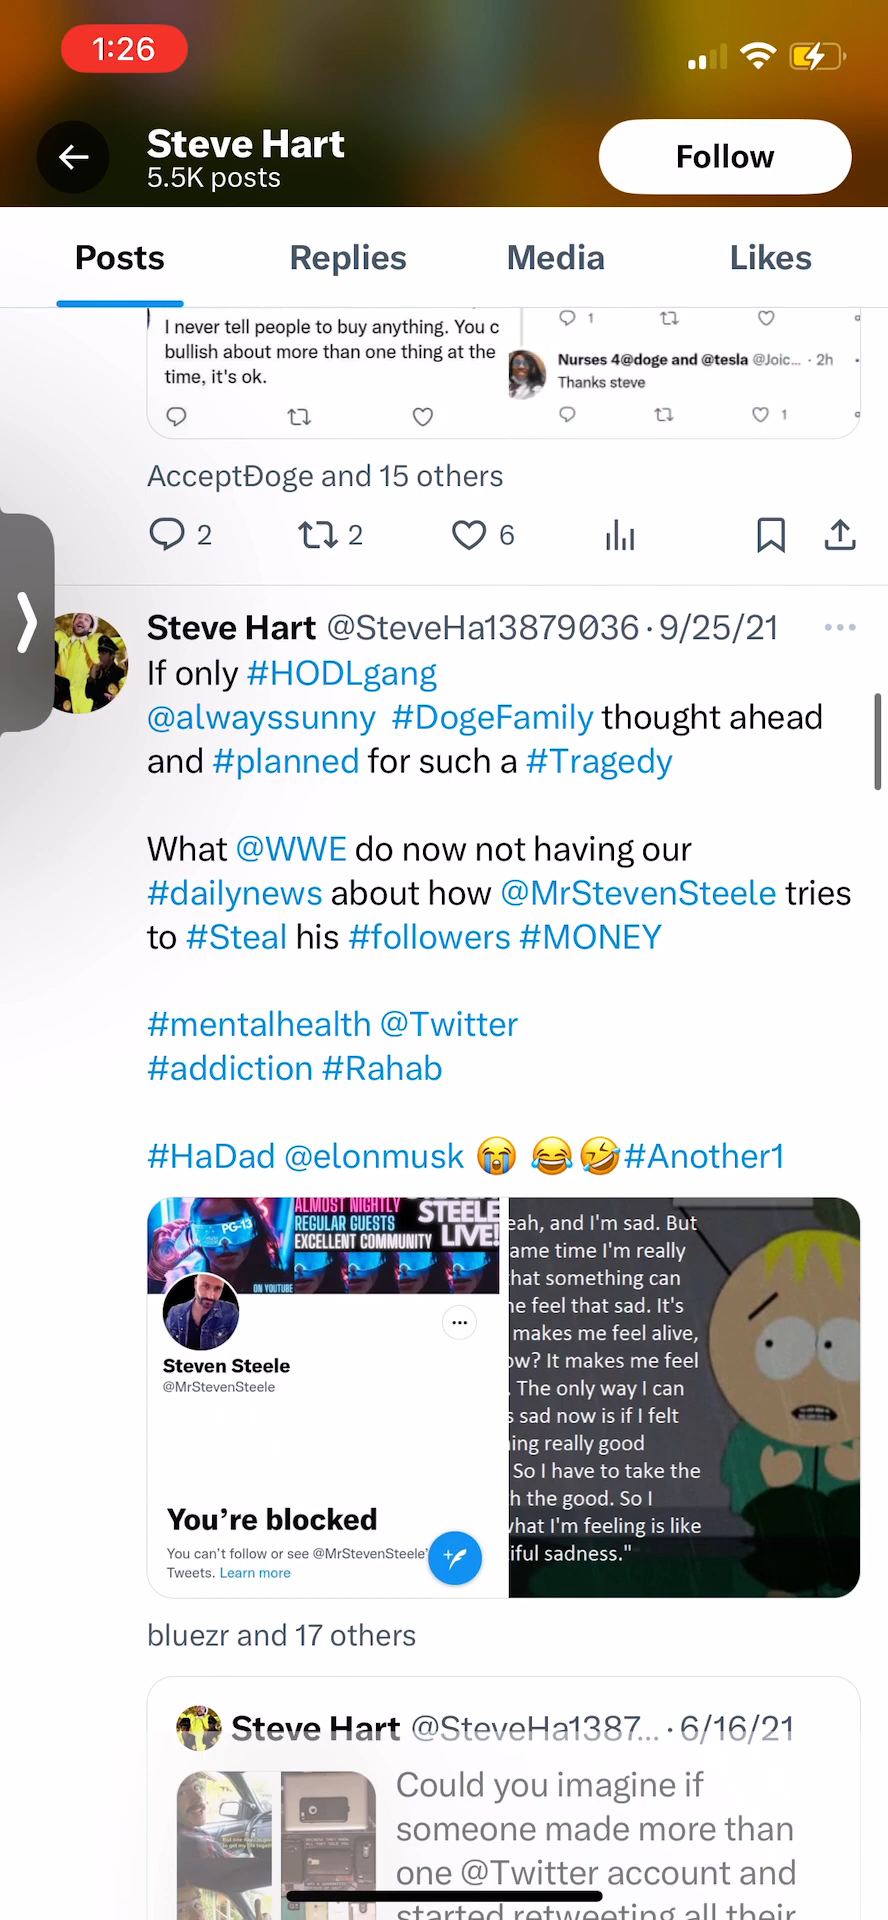 1:26
Steve Hart
5.5K posts
Follow
Posts
Replies
Media
Likes
I never tell people to buy anything. You c
bullish about more than one thing at the
time, it's ok.
1
Nurses 4@doge and @tesla @Joic... · 2h
Thanks steve
1
AcceptÐoge and 15 others
2
2
6
Steve Hart @SteveHa13879036 · 9/25/21
If only #HODLgang
@alwayssunny #DogeFamily thought ahead
and #planned for such a #Tragedy
What @WWE do now not having our
#dailynews about how @MrStevenSteele tries
to #Steal his #followers #MONEY
#mentalhealth @Twitter
#addiction #Rahab
#HaDad @elonmusk 😭 😂🤣#Another1
PG-13
ALMOST NIGHTLY
REGULAR GUESTS
EXCELLENT COMMUNITY
STEELE
LIVE!
ON YOUTUBE
Steven Steele
@MrStevenSteele
You're blocked
You can't follow or see @MrStevenSteele'
Tweets. Learn more
eah, and I'm sad. But
ame time I'm really
hat something can
e feel that sad. It's
makes me feel alive,
ow? It makes me feel
. The only way I can
s sad now is if I felt
ing really good
So I have to take the
h the good. So I
what I'm feeling is like
iful sadness."
bluezr and 17 others
Steve Hart @SteveHa1387... · 6/16/21
Could you imagine if
someone made more than
one @Twitter account and
started retweeting all their